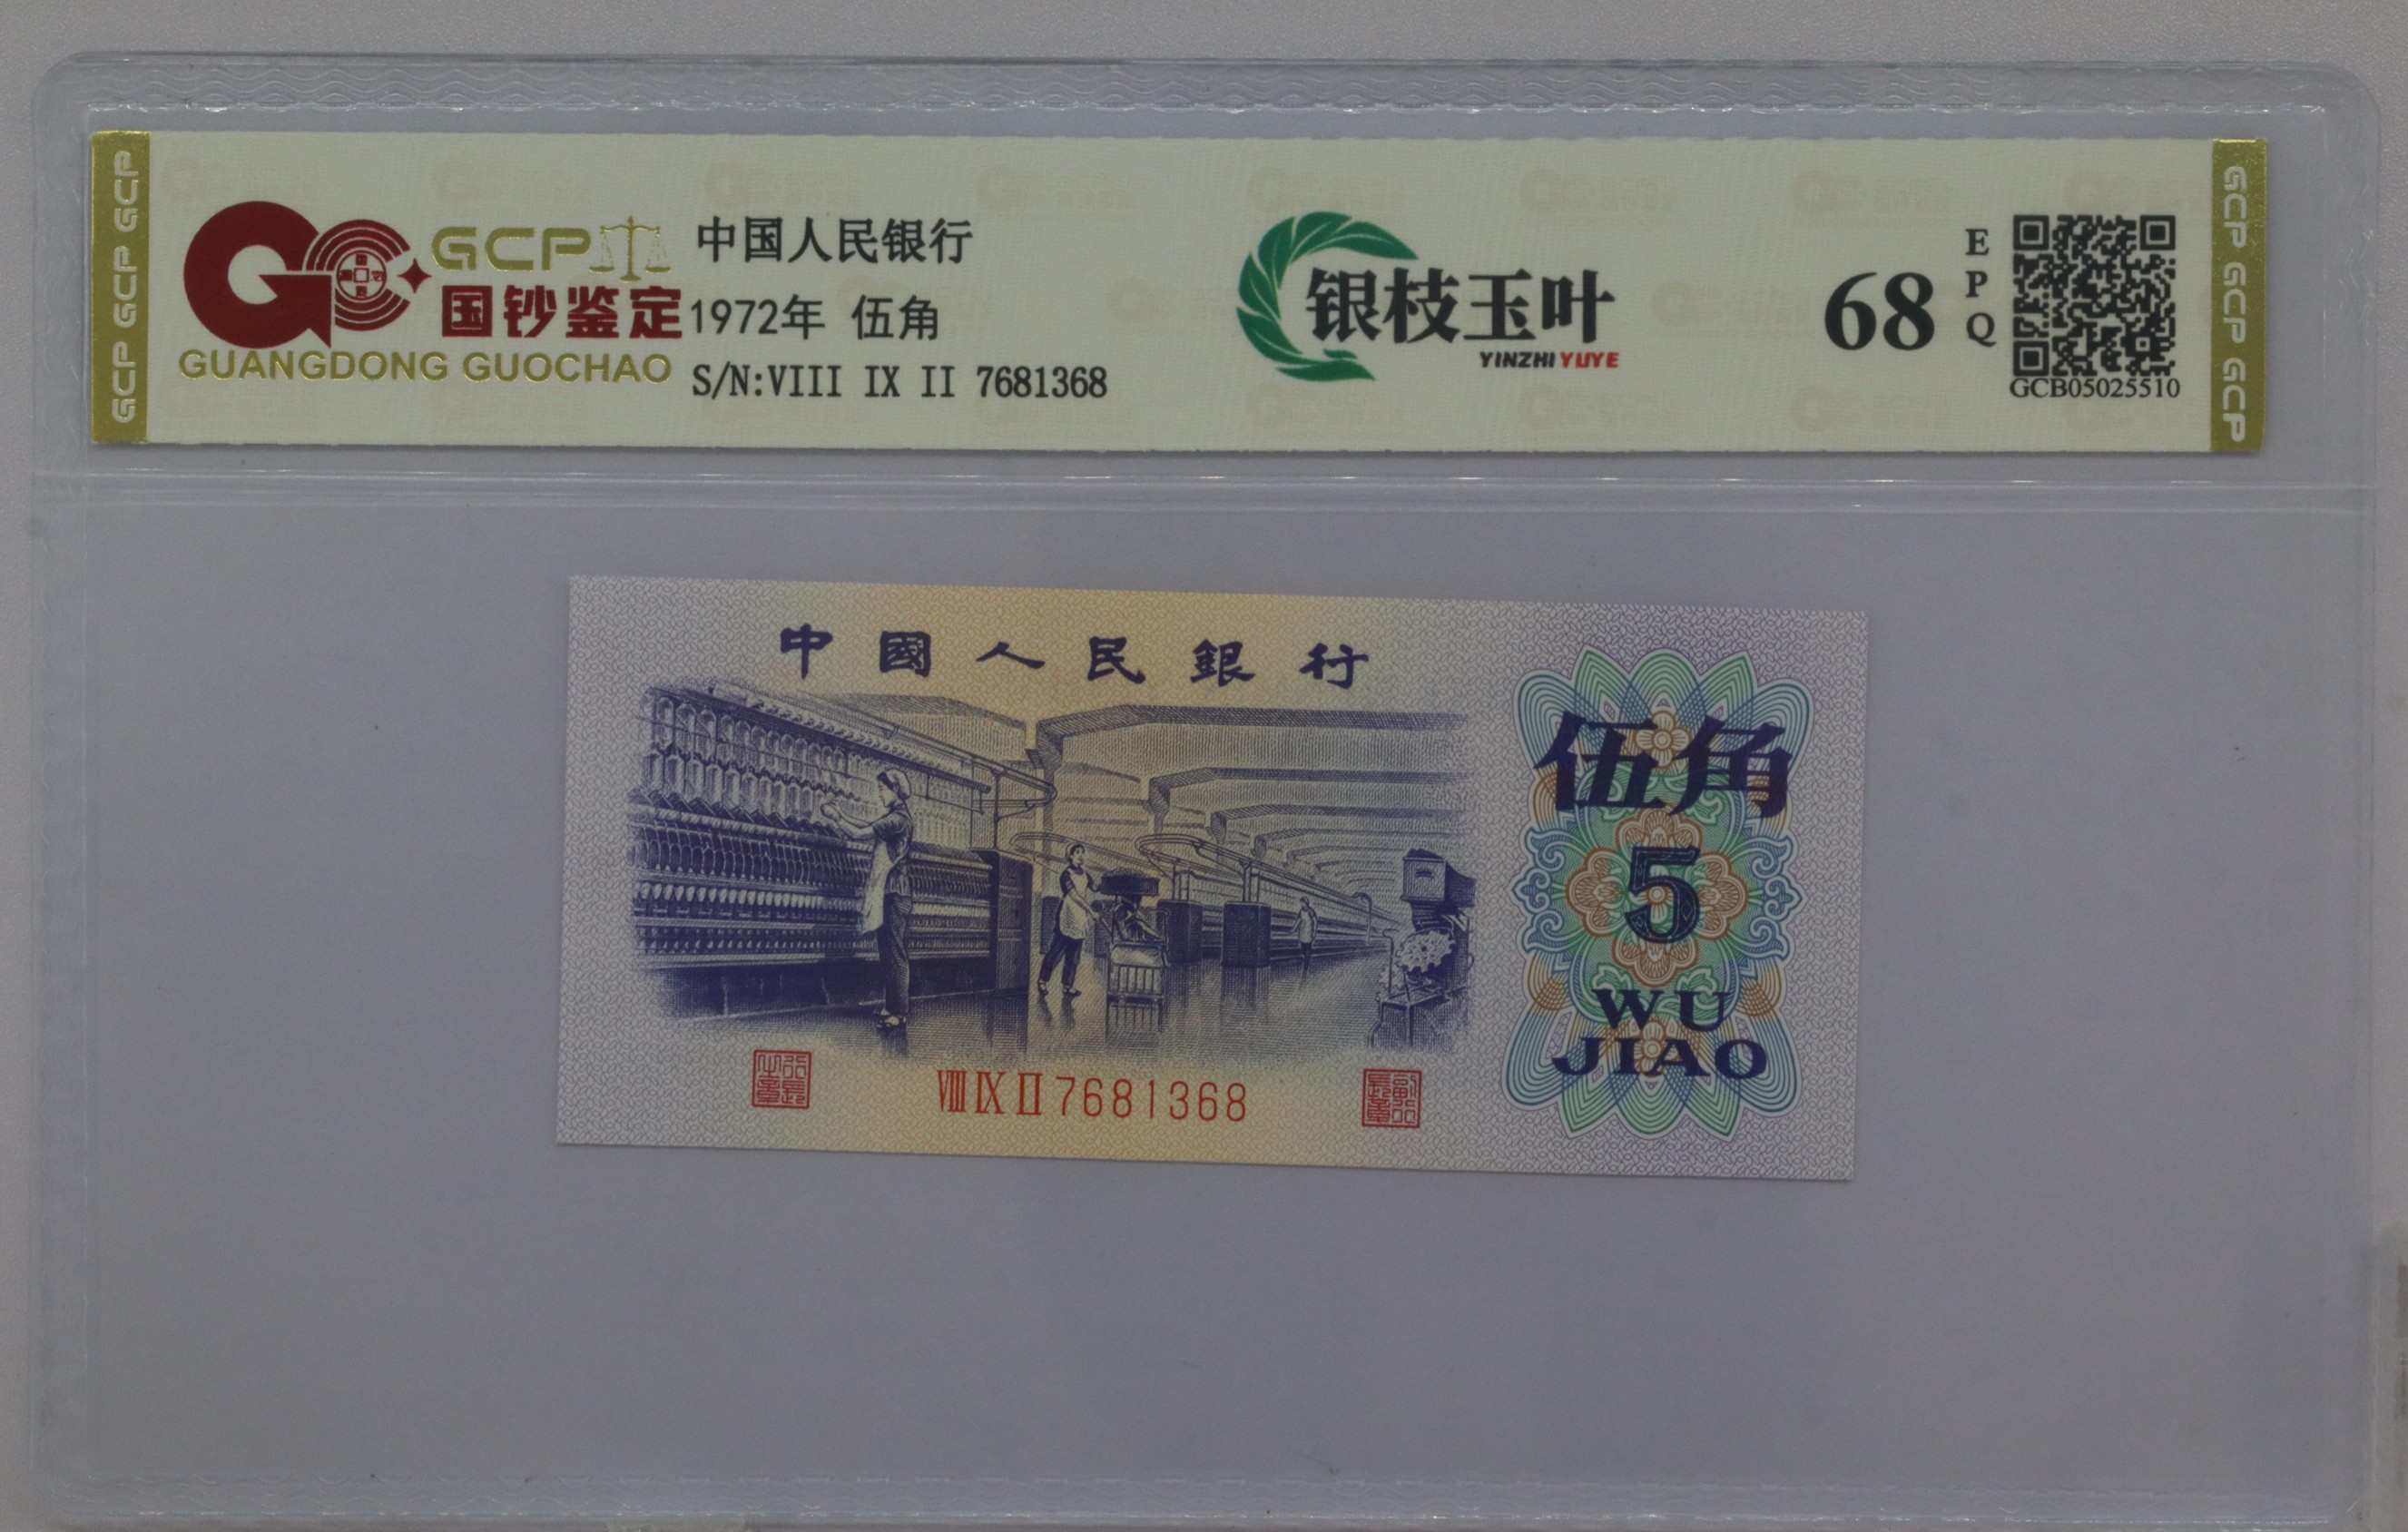 GCP GCP GCP
GCP
国钞鉴定
GUANGDONG GUOCHAO
中国人民银行
1972年 伍角
S/N:VIII IX II 7681368
银枝玉叶
YINZHI YUYE
68
EPQ
GCB05025510
GCP GCP GCP
中國人民銀行
伍角
5
WU
JIAO
VIII IX II 7681368